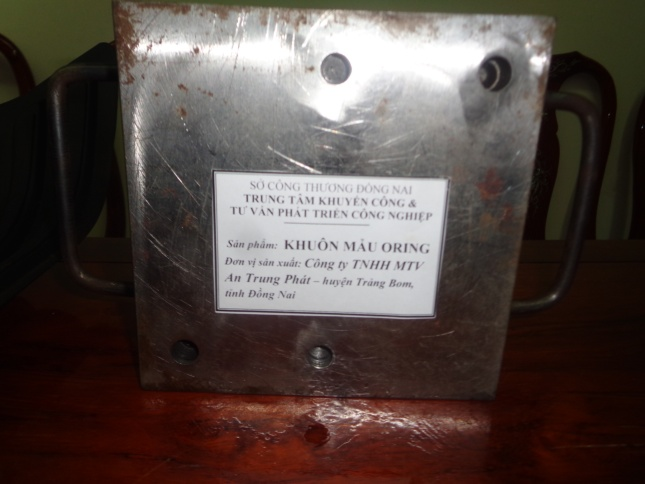 SỞ CÔNG THƯƠNG ĐỒNG NAI
TRUNG TÂM KHUYẾN CÔNG &
TƯ VẤN PHÁT TRIỂN CÔNG NGHIỆP
Sản phẩm: KHUÔN MẪU ORING
Đơn vị sản xuất: Công ty TNHH MTV
An Trung Phát – huyện Trảng Bom,
tỉnh Đồng Nai